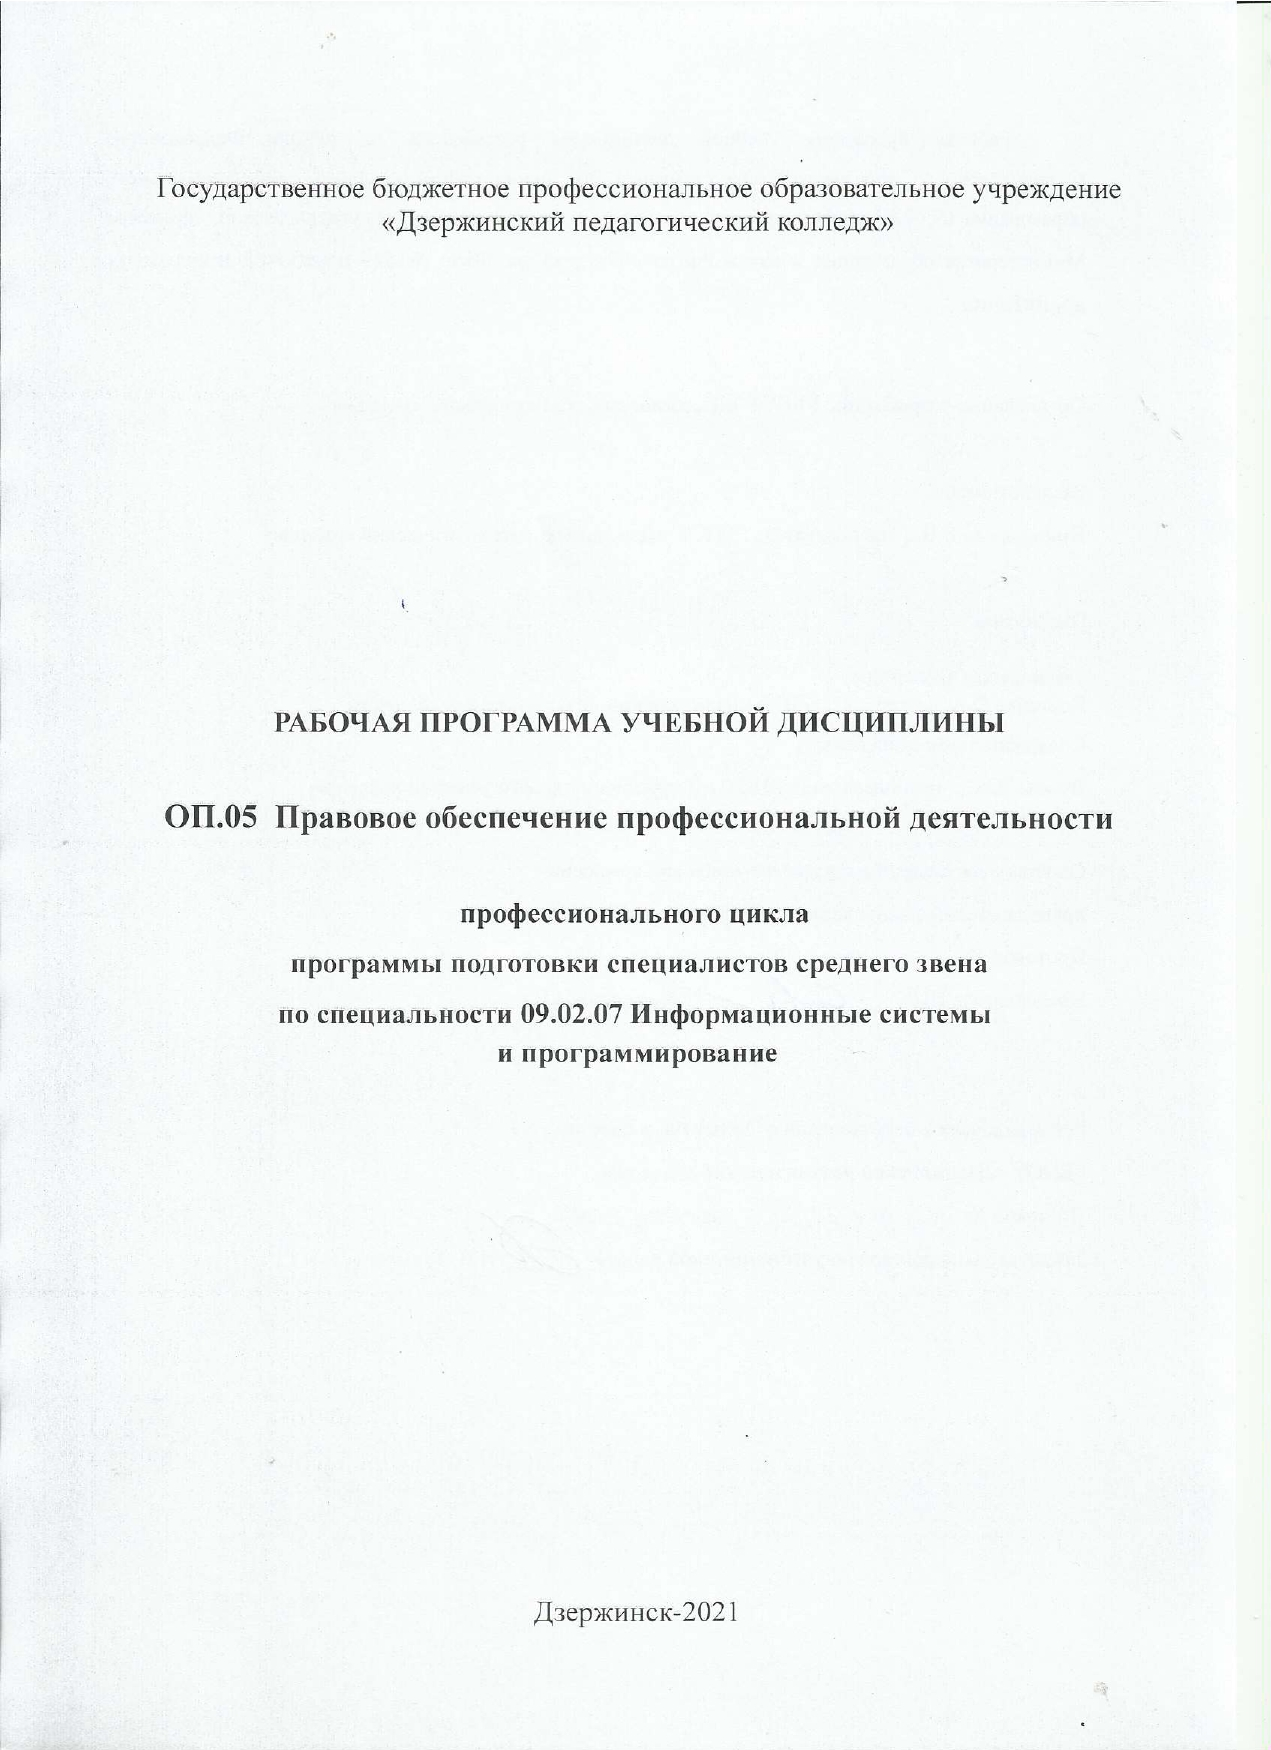 Государственное бюджетное профессиональное образовательное учреждение
«Дзержинский педагогический колледж»
РАБОЧАЯ ПРОГРАММА УЧЕБНОЙ ДИСЦИПЛИНЫ
ОП.05 Правовое обеспечение профессиональной деятельности
профессионального цикла
программы подготовки специалистов среднего звена
по специальности 09.02.07 Информационные системы
и программирование
Дзержинск-2021